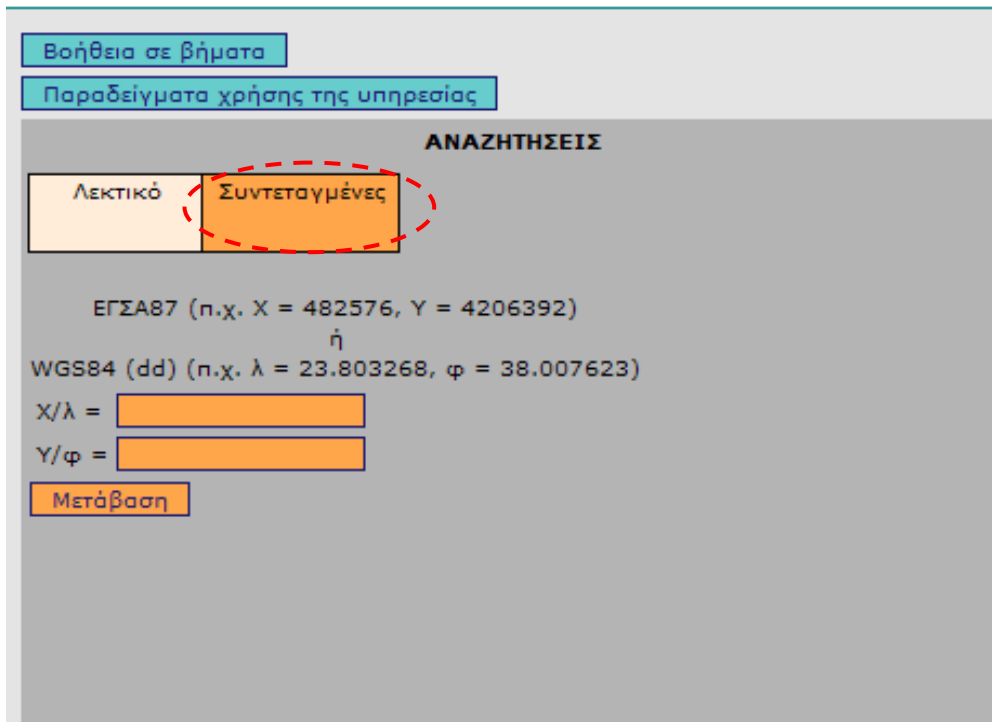 Βοήθεια σε βήματα
Παραδείγματα χρήσης της υπηρεσίας
ΑΝΑΖΗΤΗΣΕΙΣ
Λεκτικό Συντεταγμένες
ΕΓΣΑ87 (π.χ. Χ = 482576, Υ = 4206392)
ή
WGS84 (dd) (π.χ. λ = 23.803268, φ = 38.007623)
Χ/λ =
Υ/φ =
Μετάβαση